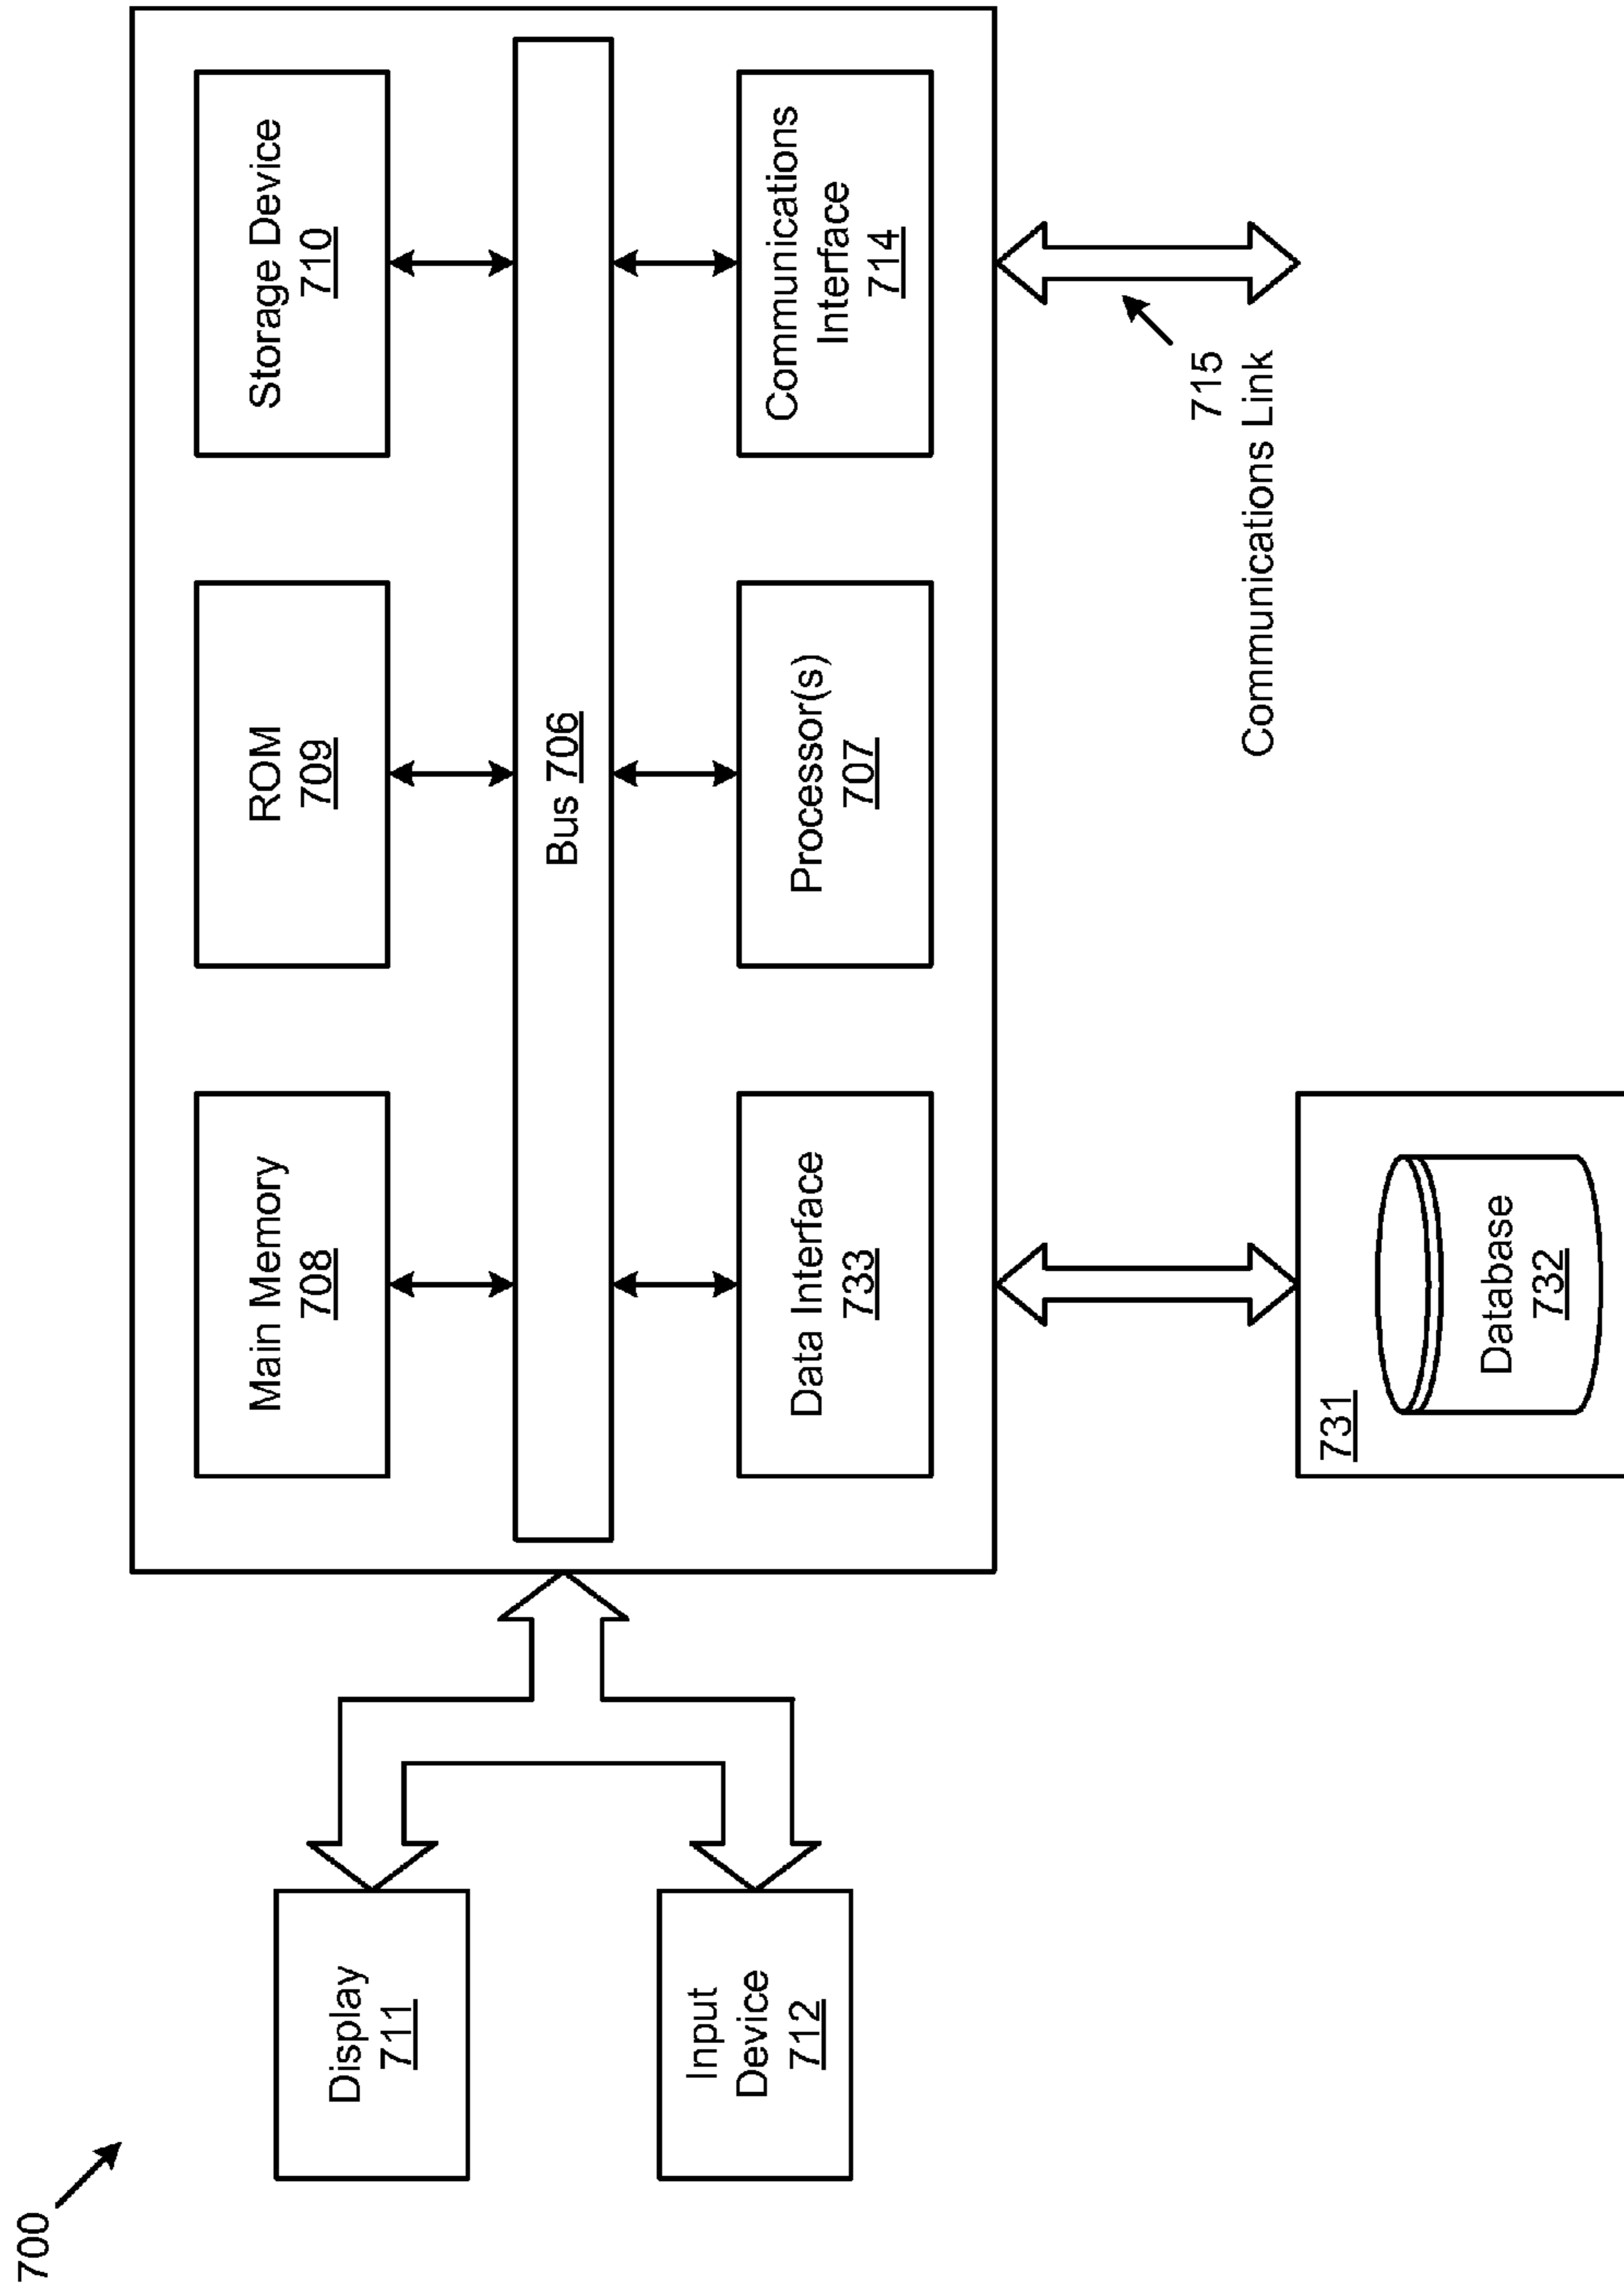 700
Display
711
Input
Device
712
Main Memory
708
ROM
709
Storage Device
710
Bus 706
Data Interface
733
Processor(s)
707
Communications
Interface
714
715
Communications Link
731
Database
732